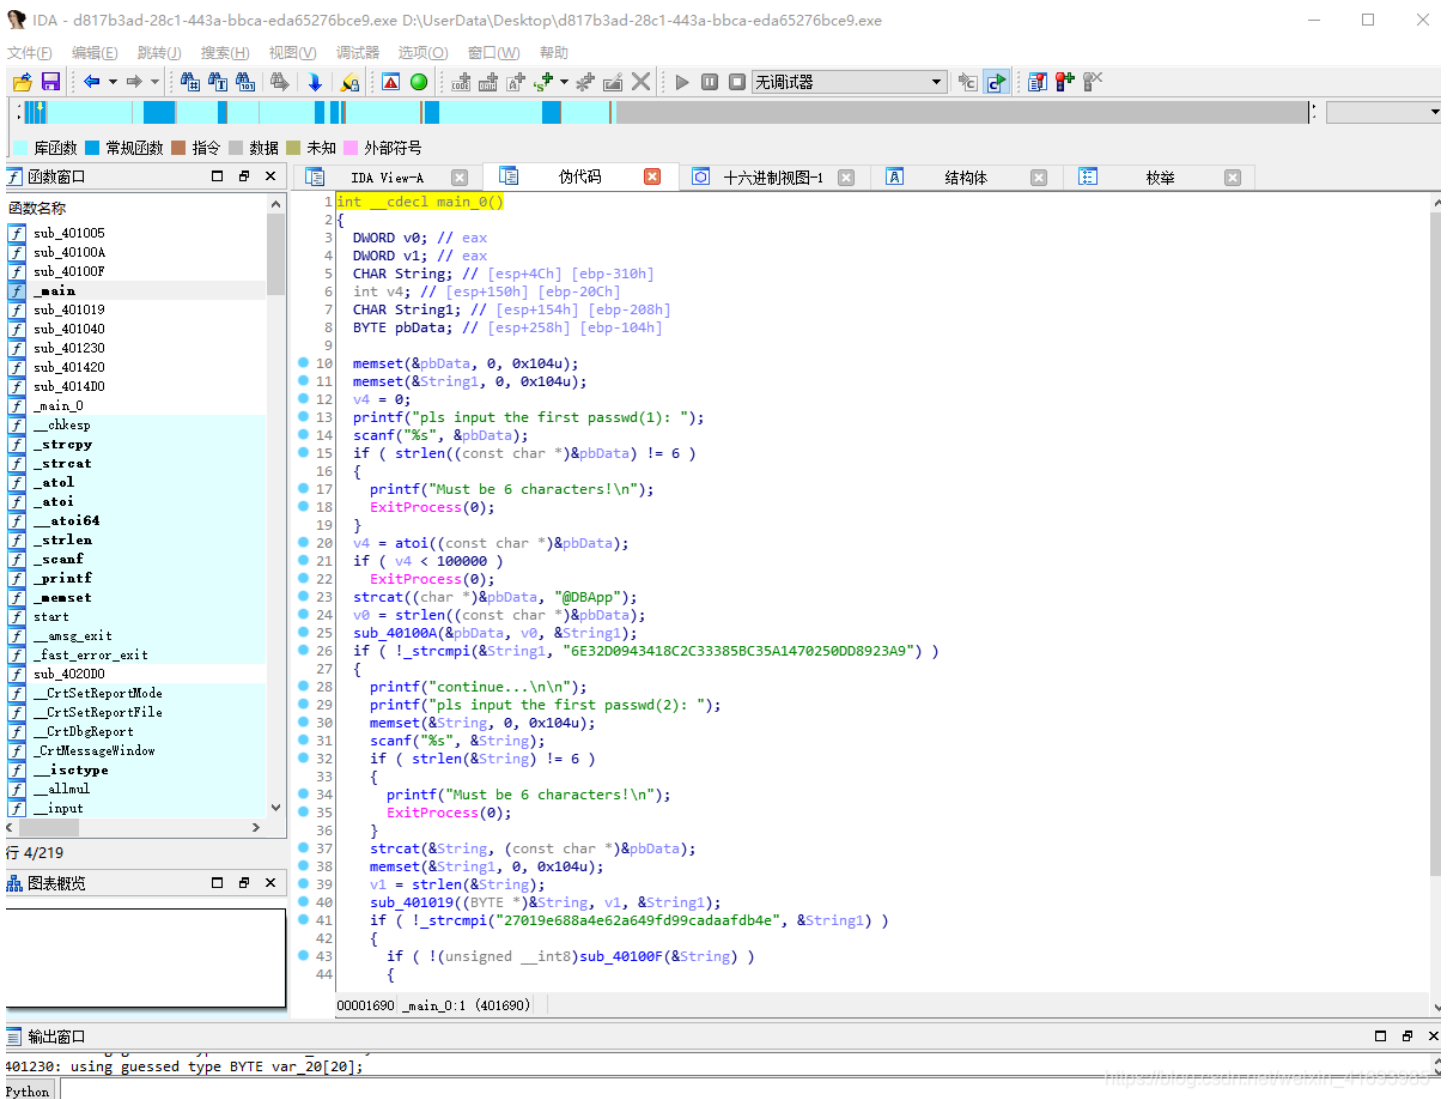 IDA - d817b3ad-28c1-443a-bbca-eda65276bce9.exe D:\UserData\Desktop\d817b3ad-28c1-443a-bbca-eda65276bce9.exe
文件(F) 编辑(E) 跳转(J) 搜索(H) 视图(V) 调试器 选项(O) 窗口(W) 帮助
无调试器
库函数 常规函数 指令 数据 未知 外部符号
函数窗口
IDA View-A 伪代码 十六进制视图-1 结构体 枚举
函数名称
sub_401005
sub_40100A
sub_40100F
_main
sub_401019
sub_401040
sub_401230
sub_401420
sub_4014D0
_main_0
__chkesp
_strcpy
_strcat
_atol
_atoi
__atoi64
_strlen
_scanf
_printf
_memset
start
__amsg_exit
_fast_error_exit
sub_4020D0
__CrtSetReportMode
__CrtSetReportFile
__CrtDbgReport
_CrtMessageWindow
__isctype
__allmul
__input
行 4/219
图表概览
1 int __cdecl main_0()
2 {
3 DWORD v0; // eax
4 DWORD v1; // eax
5 CHAR String; // [esp+4Ch] [ebp-310h]
6 int v4; // [esp+150h] [ebp-20Ch]
7 CHAR String1; // [esp+154h] [ebp-208h]
8 BYTE pbData; // [esp+258h] [ebp-104h]
9
10 memset(&pbData, 0, 0x104u);
11 memset(&String1, 0, 0x104u);
12 v4 = 0;
13 printf("pls input the first passwd(1): ");
14 scanf("%s", &pbData);
15 if ( strlen((const char *)&pbData) != 6 )
16 {
17 printf("Must be 6 characters!\n");
18 ExitProcess(0);
19 }
20 v4 = atoi((const char *)&pbData);
21 if ( v4 < 100000 )
22 ExitProcess(0);
23 strcat((char *)&pbData, "@DBApp");
24 v0 = strlen((const char *)&pbData);
25 sub_40100A(&pbData, v0, &String1);
26 if ( !_strcmpi(&String1, "6E32D0943418C2C33385BC35A1470250DD8923A9") )
27 {
28 printf("continue...\n\n");
29 printf("pls input the first passwd(2): ");
30 memset(&String, 0, 0x104u);
31 scanf("%s", &String);
32 if ( strlen(&String) != 6 )
33 {
34 printf("Must be 6 characters!\n");
35 ExitProcess(0);
36 }
37 strcat(&String, (const char *)&pbData);
38 memset(&String1, 0, 0x104u);
39 v1 = strlen(&String);
40 sub_401019((BYTE *)&String, v1, &String1);
41 if ( !_strcmpi("27019e688a4e62a649fd99cadaafdb4e", &String1) )
42 {
43 if ( !(unsigned __int8)sub_40100F(&String) )
44 {
00001690 _main_0:1 (401690)
输出窗口
401230: using guessed type BYTE var_20[20];
Python